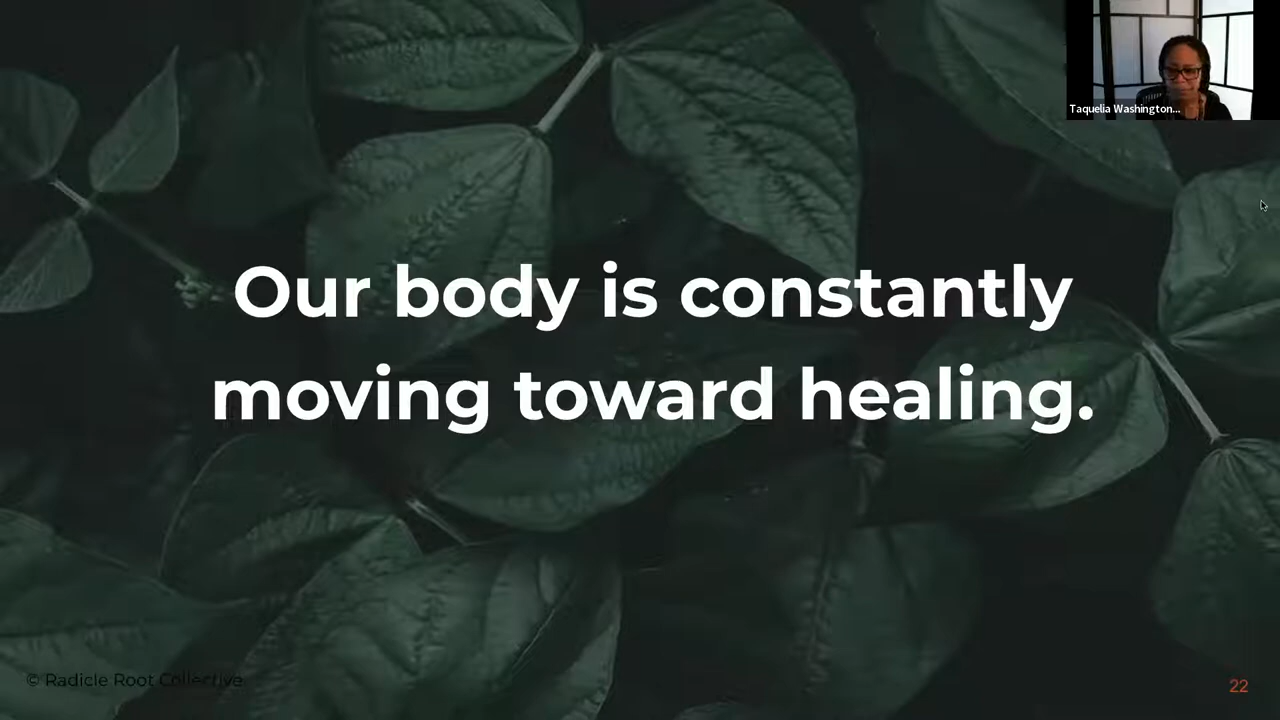 Taquelia Washington...
Our body is constantly
moving toward healing.
© Radicle Root Collective
22